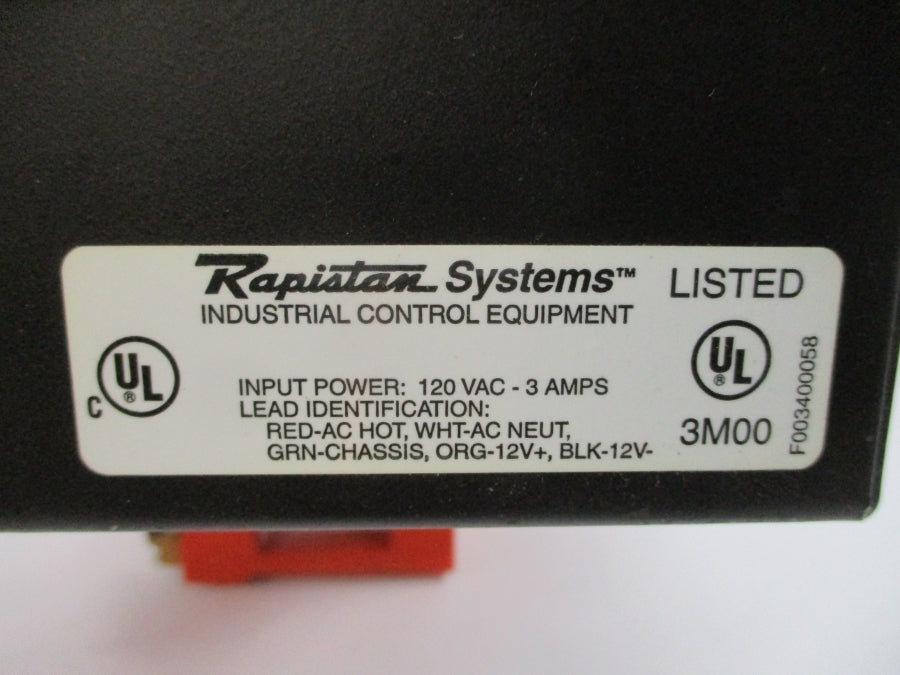 Rapistan Systems™ LISTED
INDUSTRIAL CONTROL EQUIPMENT
C UL® UL®
INPUT POWER: 120 VAC - 3 AMPS
LEAD IDENTIFICATION:
RED-AC HOT, WHT-AC NEUT,
GRN-CHASSIS, ORG-12V+, BLK-12V-
3M00
F003400058